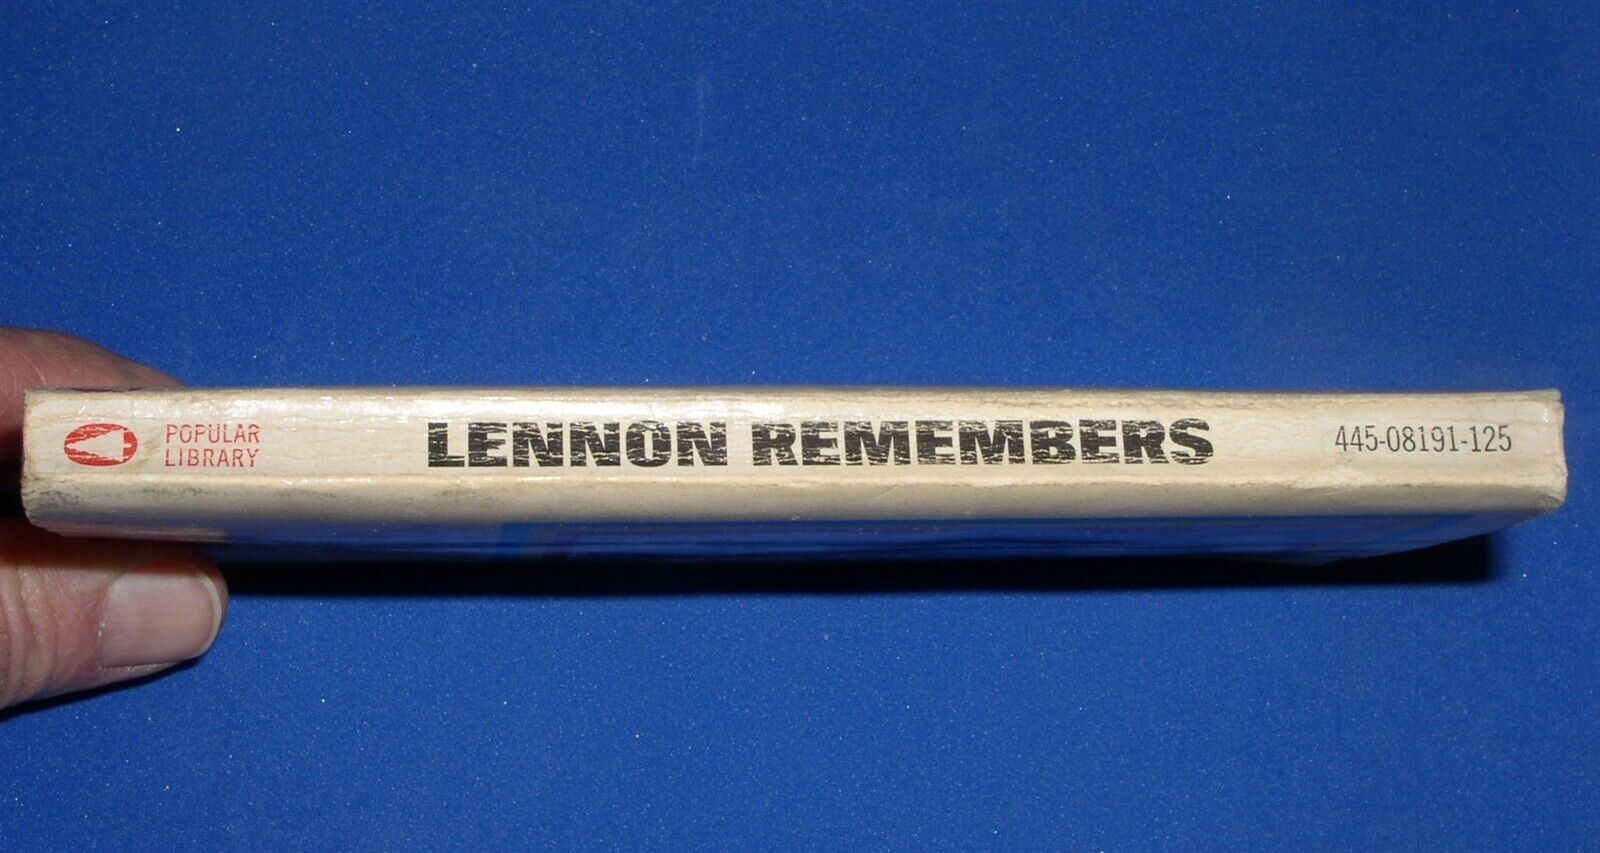 POPULAR
LIBRARY
LENNON REMEMBERS
445-08191-125